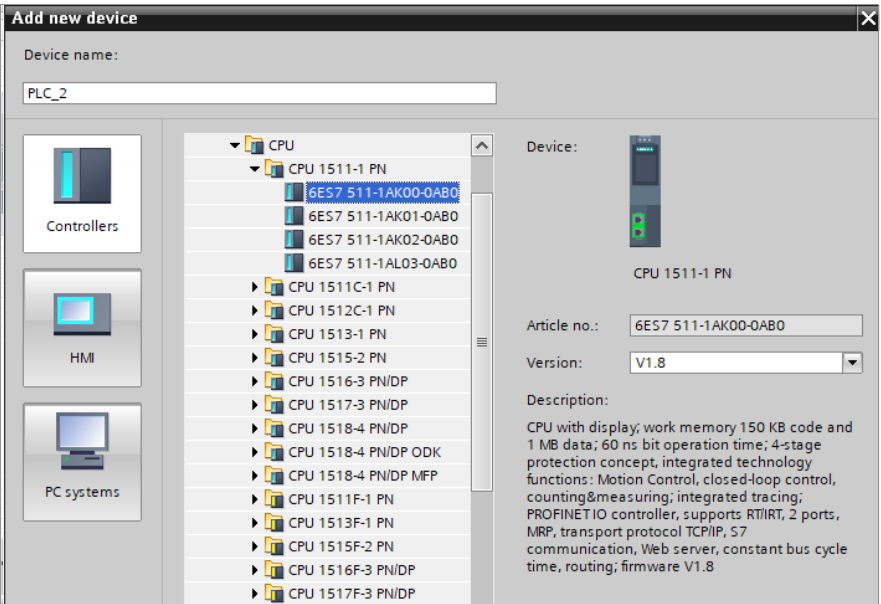 Add new device
Device name:
PLC_2
Controllers
HMI
PC systems
CPU
CPU 1511-1 PN
6ES7 511-1AK00-0AB0
6ES7 511-1AK01-0AB0
6ES7 511-1AK02-0AB0
6ES7 511-1AL03-0AB0
CPU 1511C-1 PN
CPU 1512C-1 PN
CPU 1513-1 PN
CPU 1515-2 PN
CPU 1516-3 PN/DP
CPU 1517-3 PN/DP
CPU 1518-4 PN/DP
CPU 1518-4 PN/DP ODK
CPU 1518-4 PN/DP MFP
CPU 1511F-1 PN
CPU 1513F-1 PN
CPU 1515F-2 PN
CPU 1516F-3 PN/DP
CPU 1517F-3 PN/DP
Device:
CPU 1511-1 PN
Article no.: 6ES7 511-1AK00-0AB0
Version: V1.8
Description:
CPU with display; work memory 150 KB code and
1 MB data; 60 ns bit operation time; 4-stage
protection concept, integrated technology
functions: Motion Control, closed-loop control,
counting&measuring; integrated tracing;
PROFINET IO controller, supports RT/IRT, 2 ports,
MRP, transport protocol TCP/IP, S7
communication, Web server, constant bus cycle
time, routing; firmware V1.8